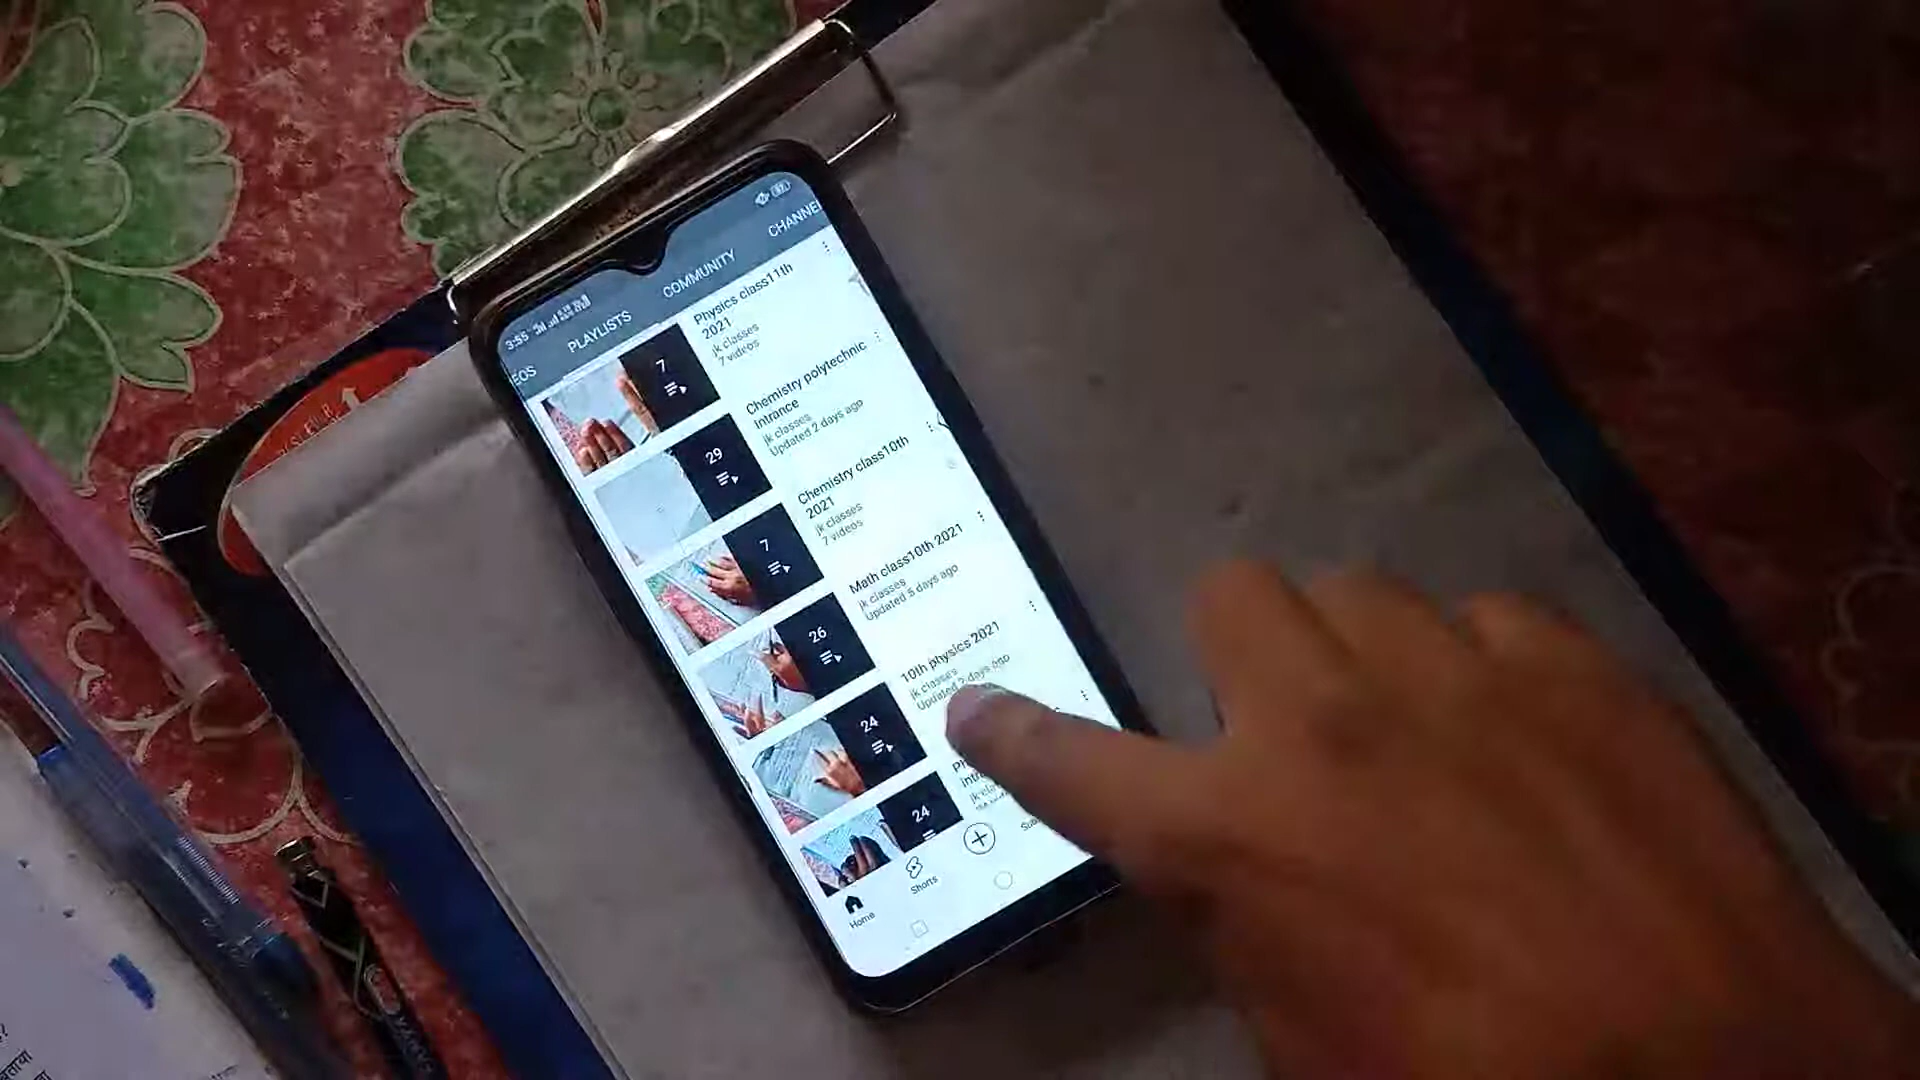 3:55
EOS PLAYLISTS COMMUNITY CHANNE
Physics class11th
2021
jk classes
7 videos
7
Chemistry polytechnic
intrance
jk classes
Updated 2 days ago
29
Chemistry class10th
2021
jk classes
7 videos
7
Math class10th 2021
jk classes
Updated 5 days ago
26
10th physics 2021
jk classes
Updated 2 days ago
24
24
Home
Shorts